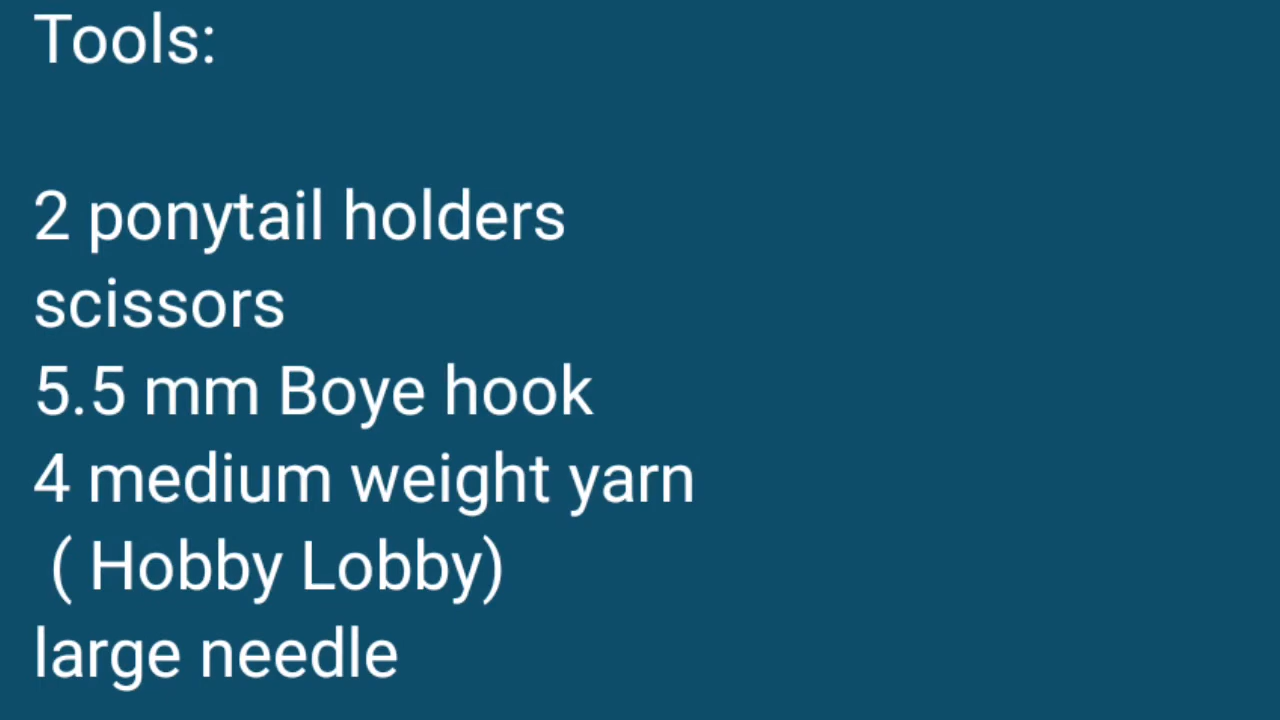 Tools:
2 ponytail holders
scissors
5.5 mm Boye hook
4 medium weight yarn
( Hobby Lobby)
large needle